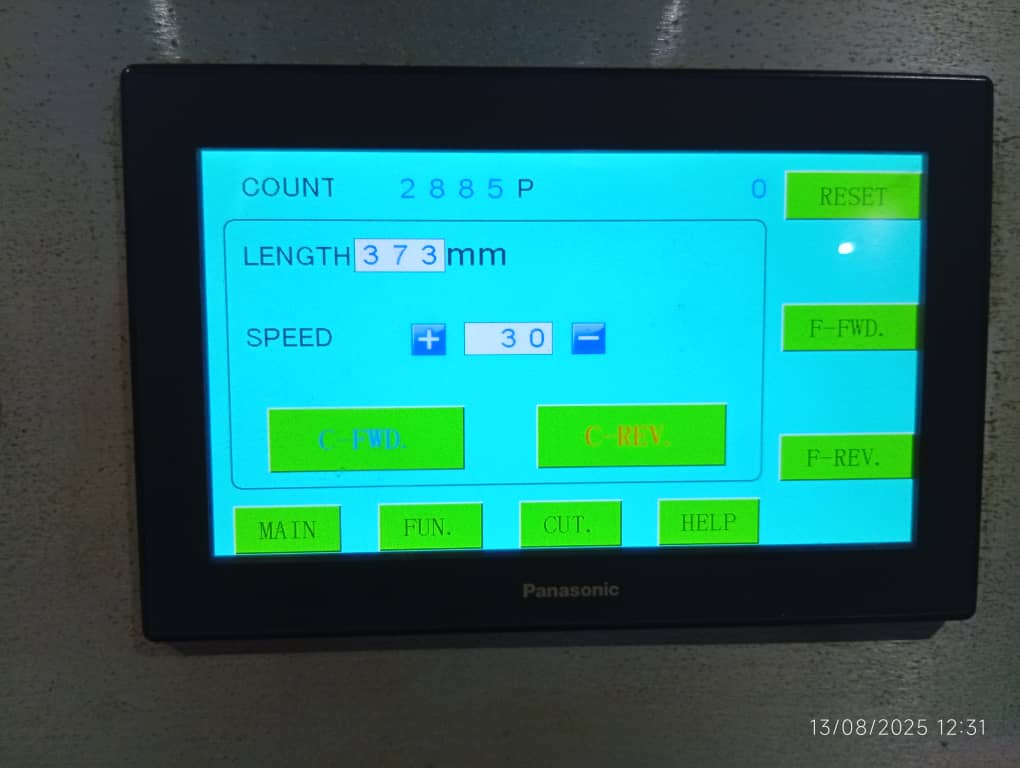 COUNT 2885 P 0 RESET
LENGTH 373 mm
SPEED + 30 − F-FWD.
C-FWD. C-REV. F-REV.
MAIN FUN. CUT. HELP
Panasonic
13/08/2025 12:31